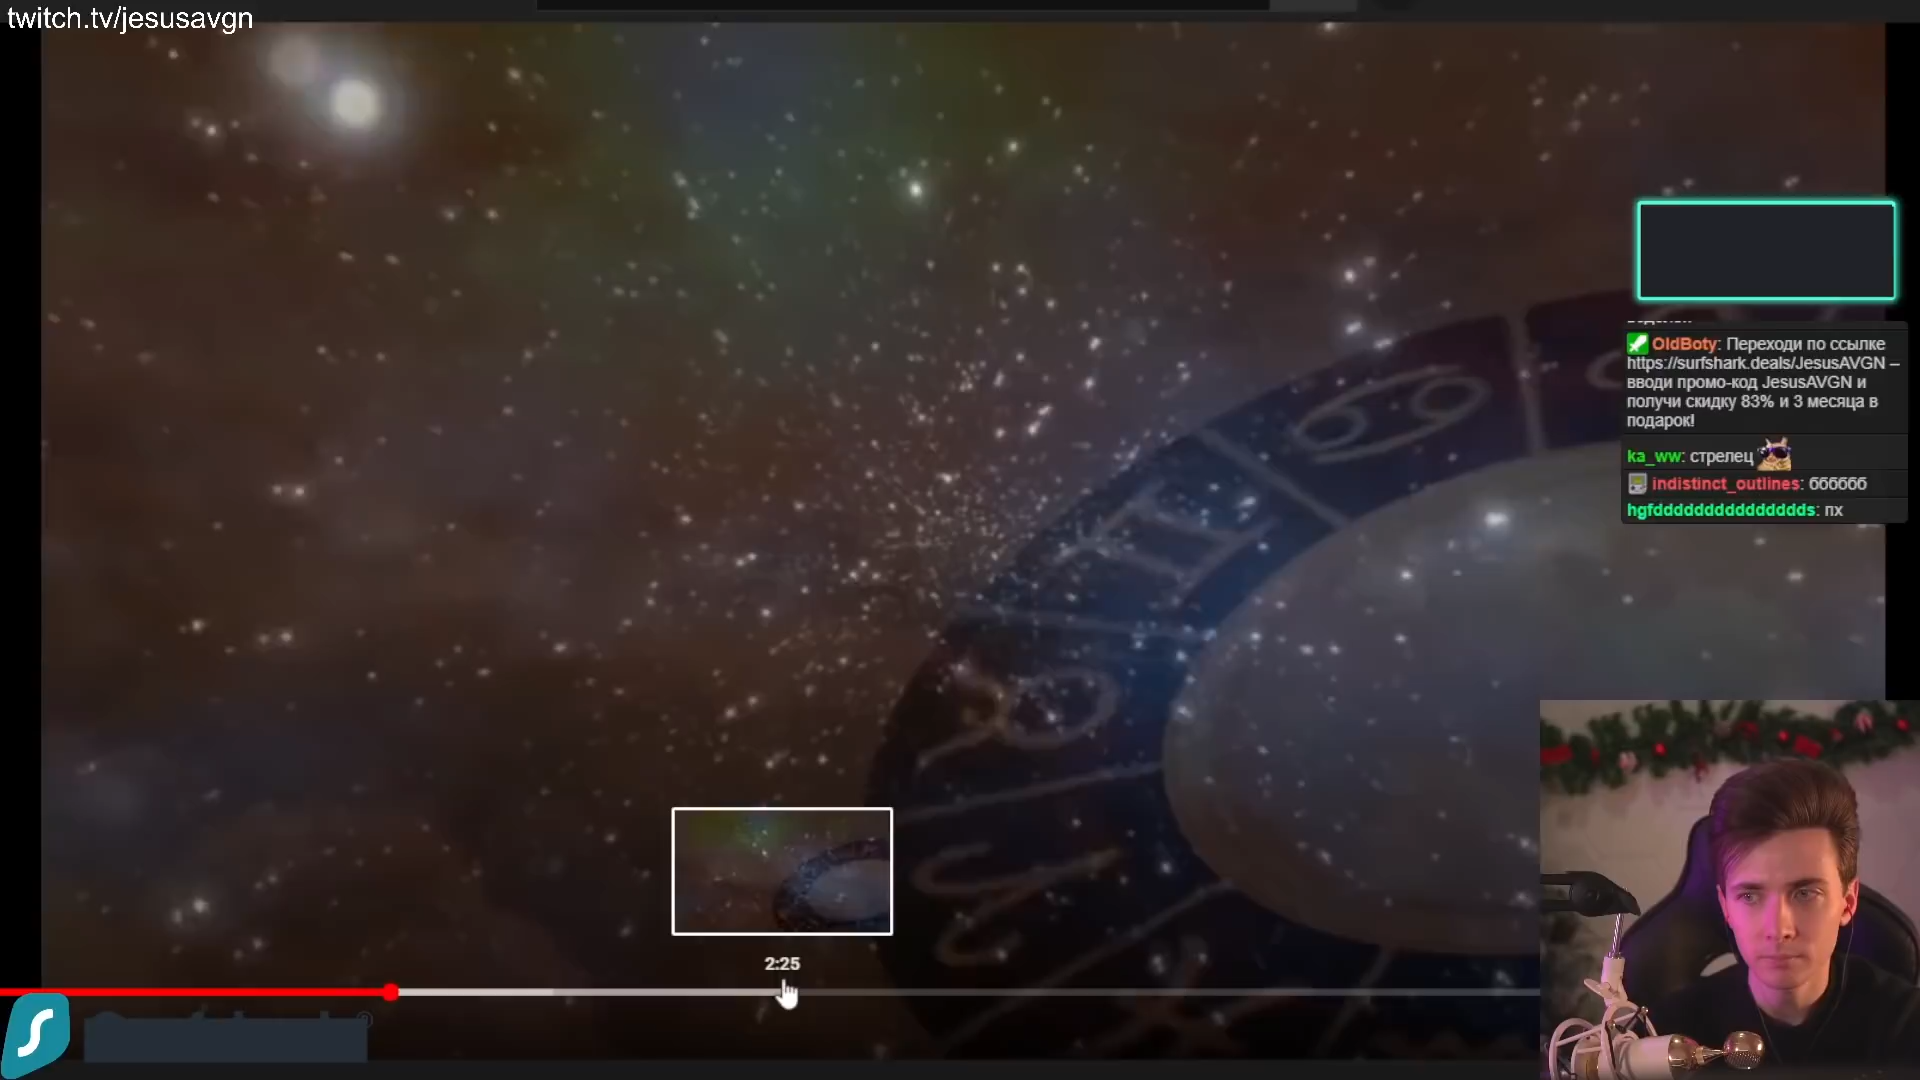 twitch.tv/jesusavgn
OldBoty: Переходи по ссылке
https://surfshark.deals/JesusAVGN –
вводи промо-код JesusAVGN и
получи скидку 83% и 3 месяца в
подарок!
ka_ww: стрелец
indistinct_outlines: бббббб
hgfdddddddddddddddds: пх
2:25